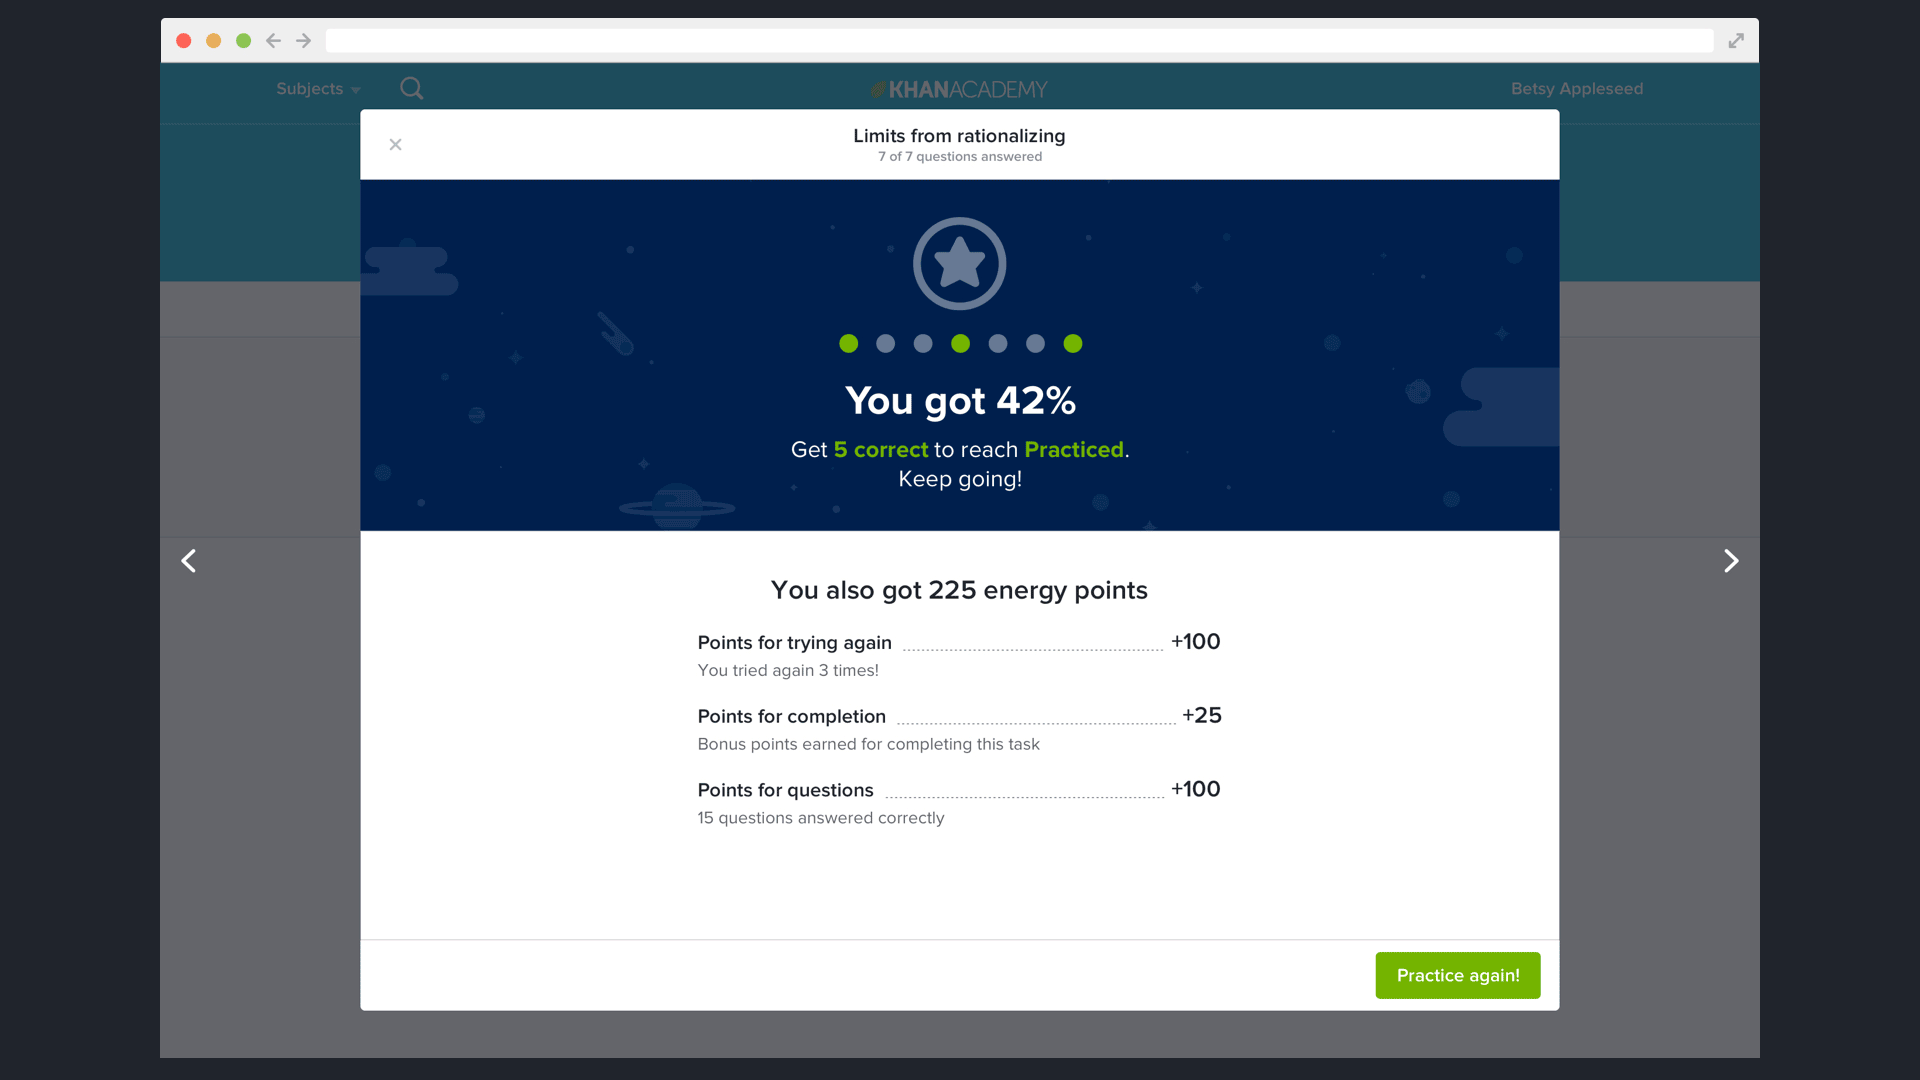 Subjects
KHANACADEMY
Betsy Appleseed
Limits from rationalizing
7 of 7 questions answered
You got 42%
Get 5 correct to reach Practiced.
Keep going!
You also got 225 energy points
Points for trying again +100
You tried again 3 times!
Points for completion +25
Bonus points earned for completing this task
Points for questions +100
15 questions answered correctly
Practice again!